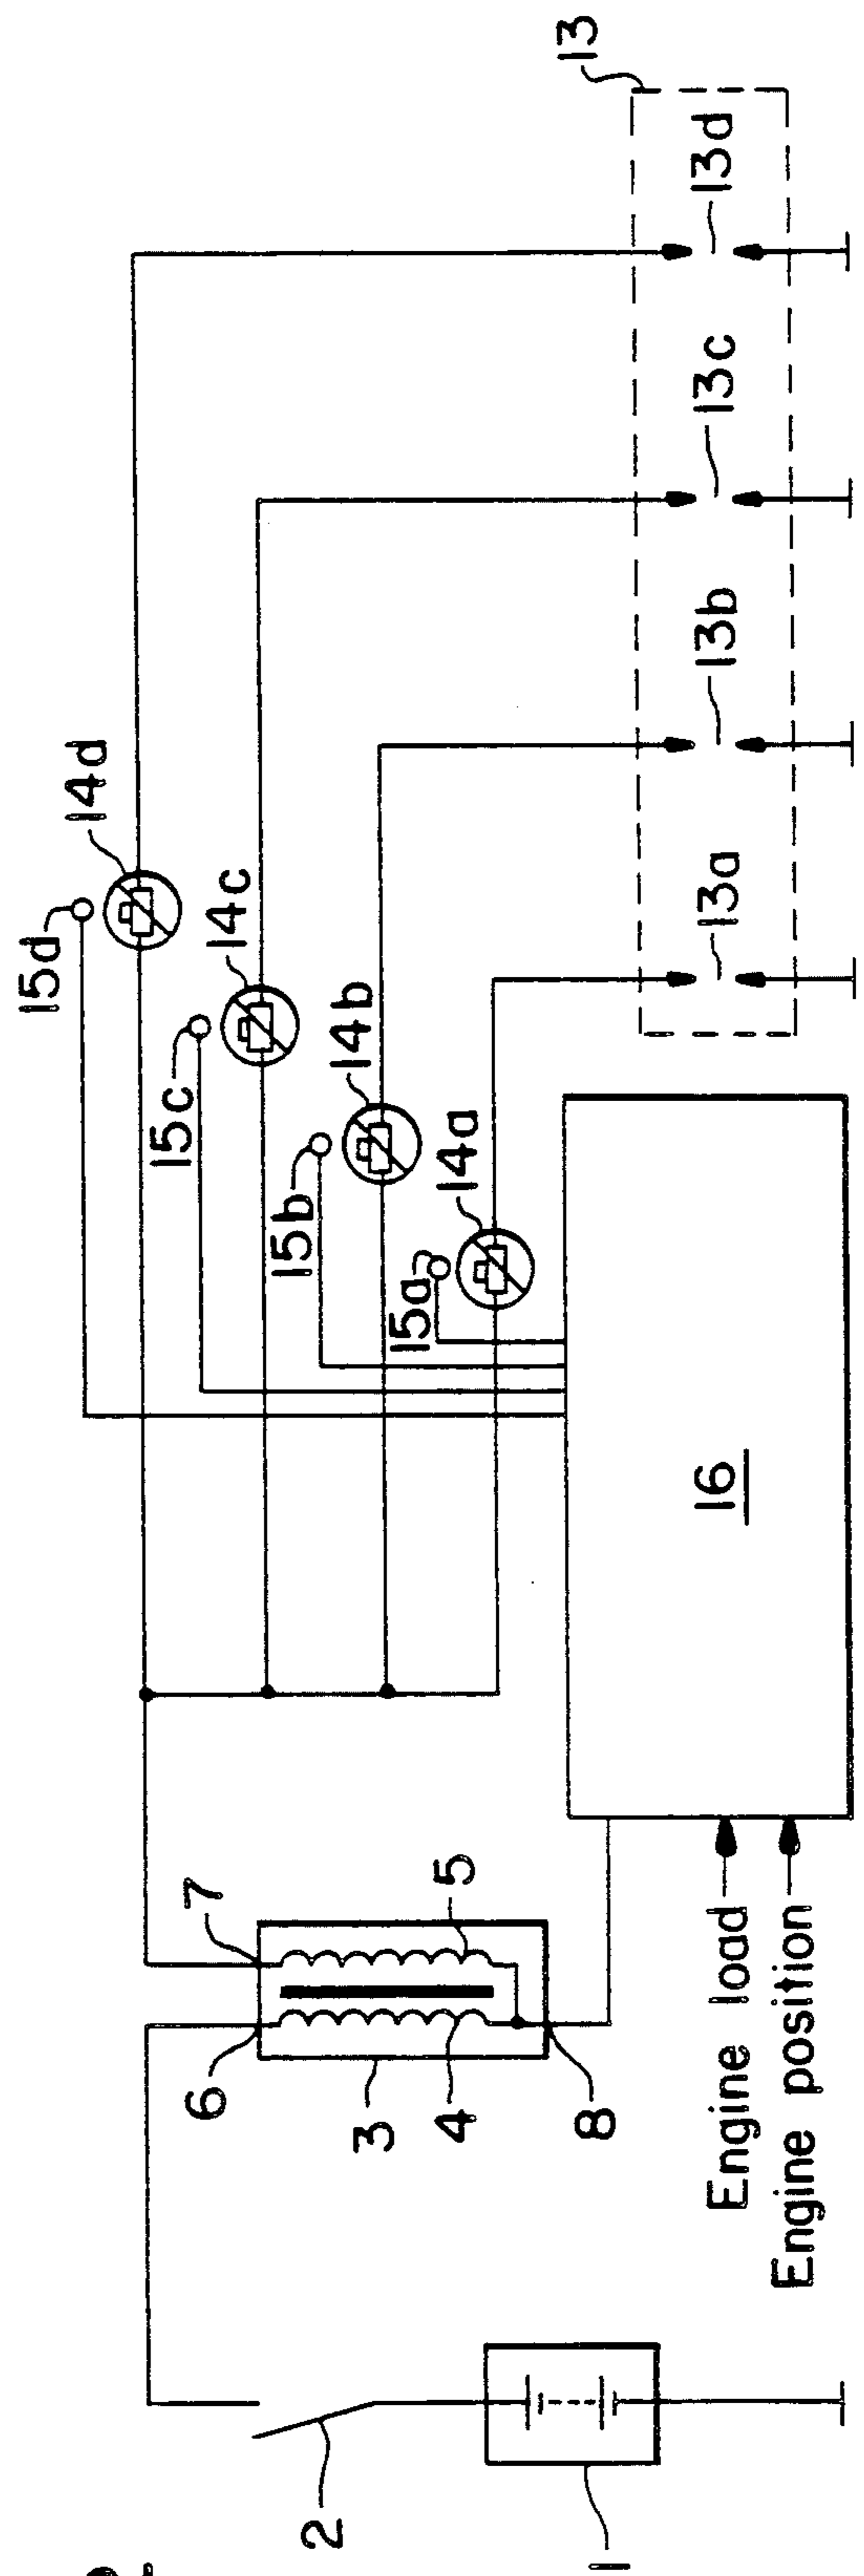 13
13a
13b
13c
13d
14a
14b
14c
14d
15a
15b
15c
15d
16
7
5
6
3
4
8
Engine load
Engine position
2
1